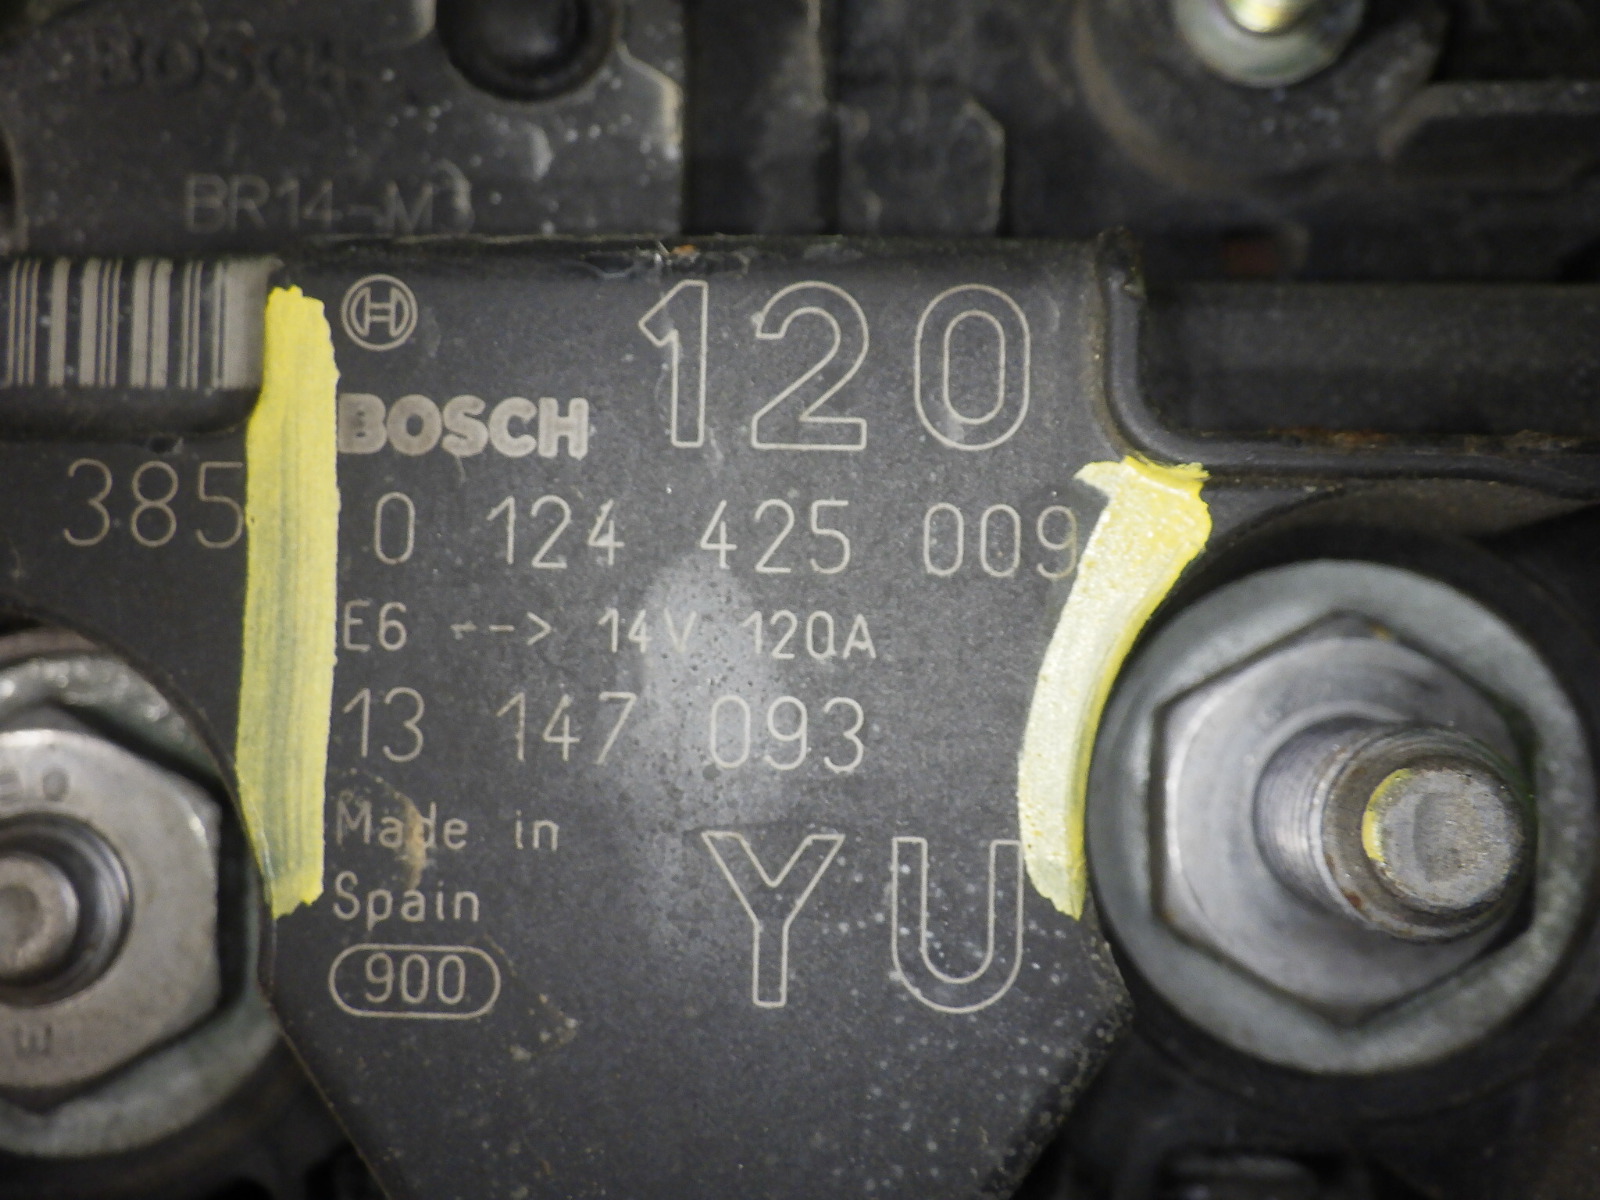 BOSCH
BR14-M3
120
BOSCH
385
0 124 425 009
E6 --> 14V 120A
13 147 093
Made in
Spain
YU
900